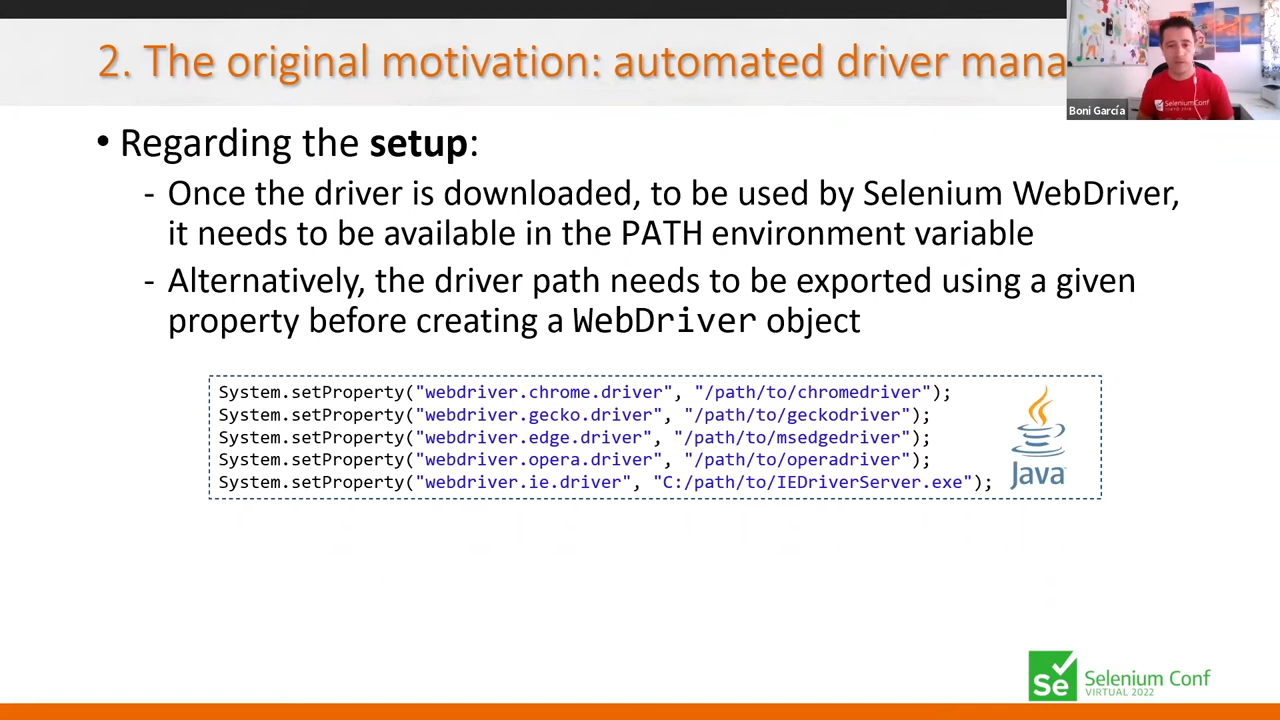 2. The original motivation: automated driver mana
Boni García
SeleniumConf
• Regarding the setup:
- Once the driver is downloaded, to be used by Selenium WebDriver,
it needs to be available in the PATH environment variable
- Alternatively, the driver path needs to be exported using a given
property before creating a WebDriver object
System.setProperty("webdriver.chrome.driver", "/path/to/chromedriver");
System.setProperty("webdriver.gecko.driver", "/path/to/geckodriver");
System.setProperty("webdriver.edge.driver", "/path/to/msedgedriver");
System.setProperty("webdriver.opera.driver", "/path/to/operadriver");
System.setProperty("webdriver.ie.driver", "C:/path/to/IEDriverServer.exe");
Java
Se
Selenium Conf
VIRTUAL 2022